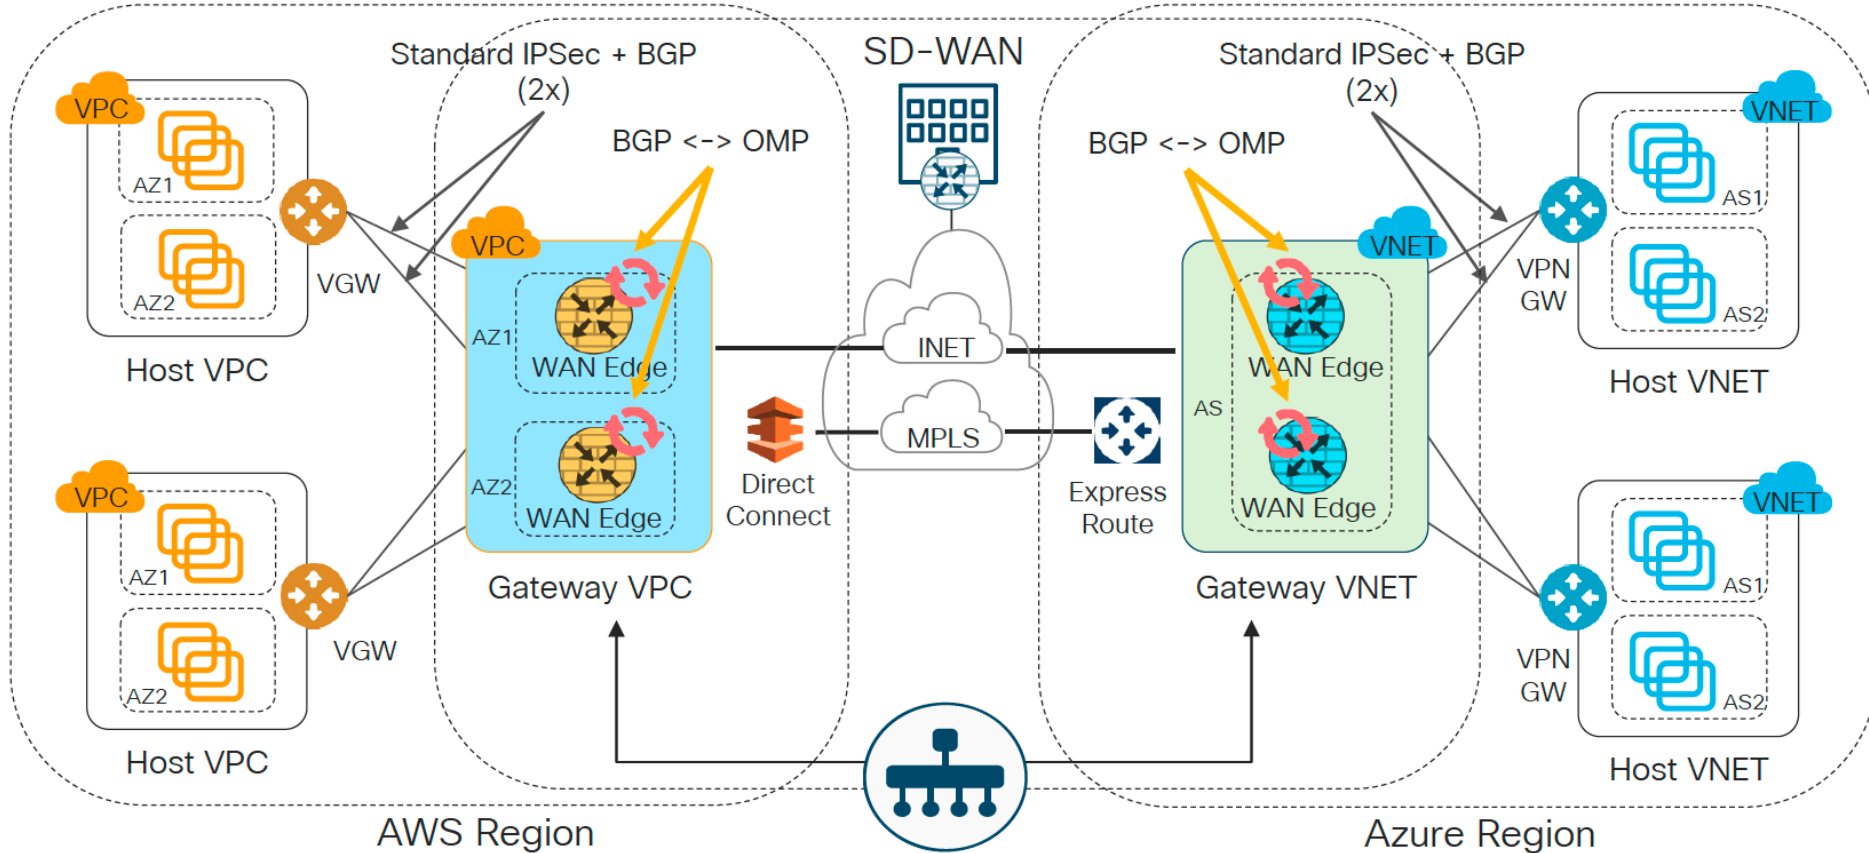 Standard IPSec + BGP
(2x)
SD-WAN
Standard IPSec + BGP
(2x)
BGP <-> OMP
BGP <-> OMP
VPC
AZ1
AZ2
VGW
Host VPC
VPC
AZ1
WAN Edge
AZ2
WAN Edge
Gateway VPC
VPC
AZ1
AZ2
VGW
Host VPC
AWS Region
INET
MPLS
Direct
Connect
Express
Route
VNET
WAN Edge
AS
WAN Edge
Gateway VNET
VNET
AS1
AS2
VPN
GW
Host VNET
VNET
AS1
AS2
VPN
GW
Host VNET
Azure Region